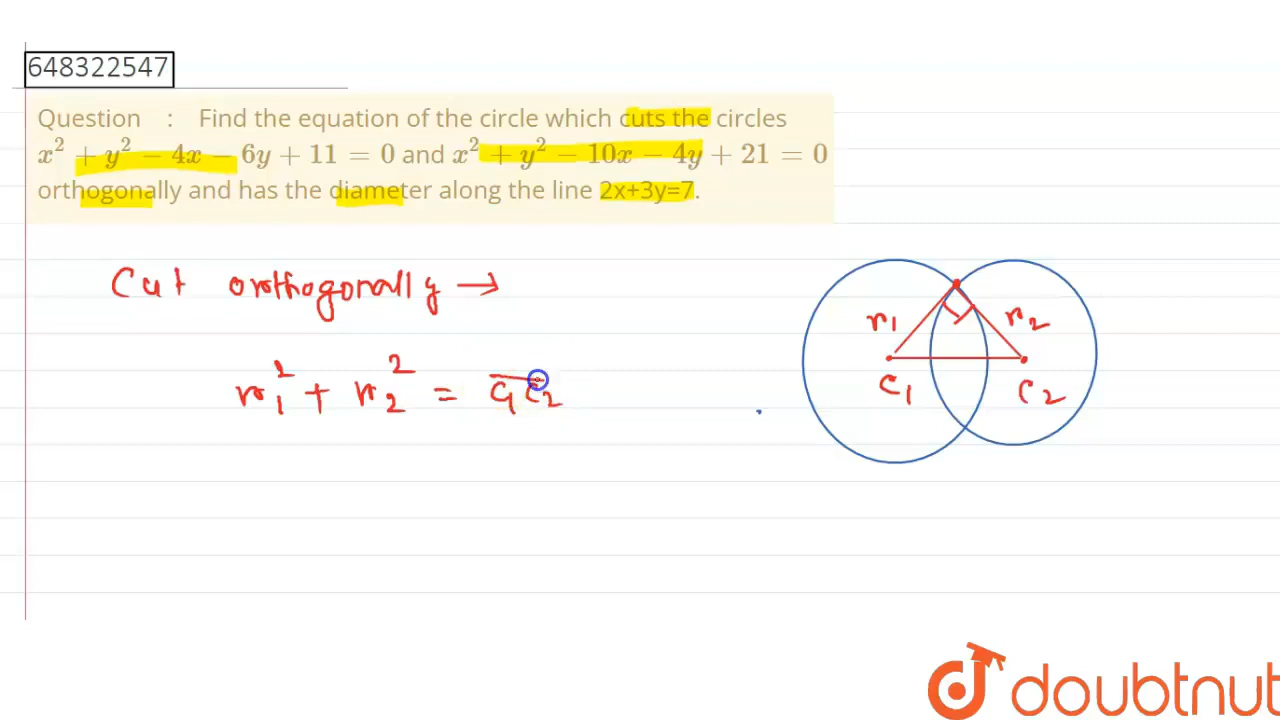 648322547
Question : Find the equation of the circle which cuts the circles
x² + y² − 4x − 6y + 11 = 0 and x² + y² − 10x − 4y + 21 = 0
orthogonally and has the diameter along the line 2x+3y=7.
Cut orthogonally →
r₁² + r₂² = C₁C₂
r₁ r₂
C₁ C₂
doubtnut